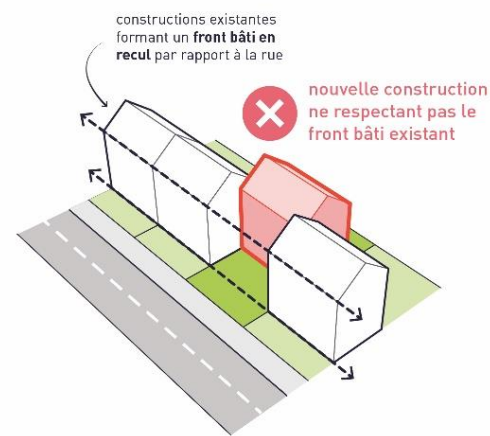 constructions existantes
formant un front bâti en
recul par rapport à la rue
nouvelle construction
ne respectant pas le
front bâti existant